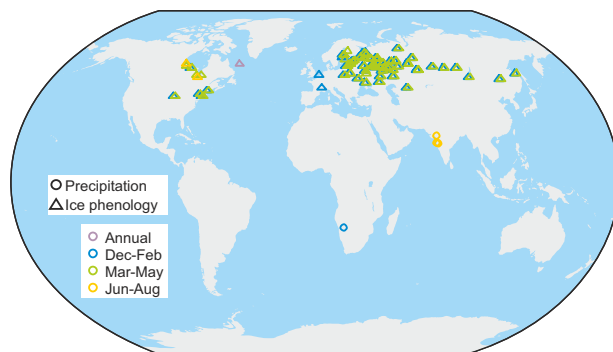 Precipitation
Ice phenology
Annual
Dec-Feb
Mar-May
Jun-Aug